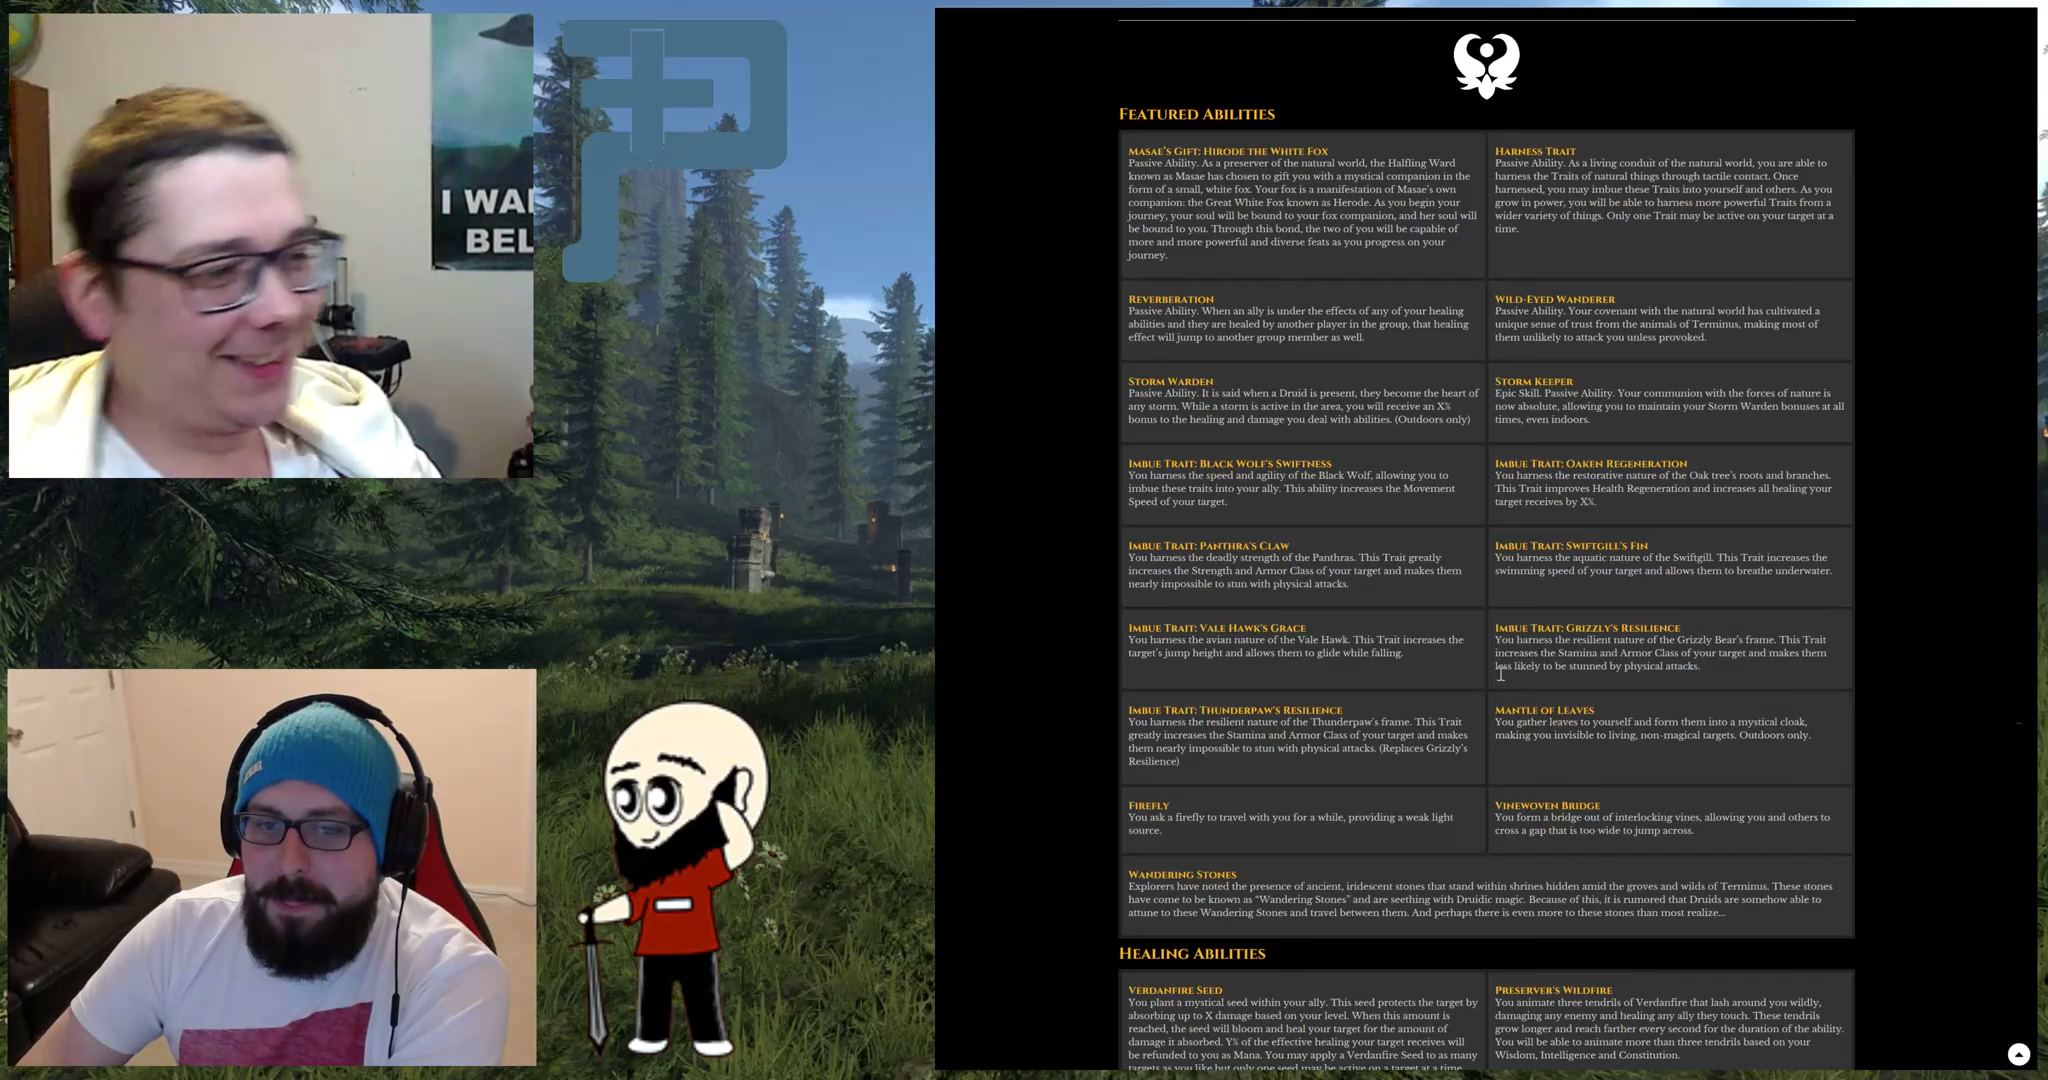 I WAN
BEL
FEATURED ABILITIES
MASAE'S GIFT: HIRODE THE WHITE FOX
Passive Ability. As a preserver of the natural world, the Halfling Ward
known as Masae has chosen to gift you with a mystical companion in the
form of a small, white fox. Your fox is a manifestation of Masae's own
companion: the Great White Fox known as Herode. As you begin your
journey, your soul will be bound to your fox companion, and her soul will
be bound to you. Through this bond, the two of you will be capable of
more and more powerful and diverse feats as you progress on your
journey.
HARNESS TRAIT
Passive Ability. As a living conduit of the natural world, you are able to
harness the Traits of natural things through tactile contact. Once
harnessed, you may imbue these Traits into yourself and others. As you
grow in power, you will be able to harness more powerful Traits from a
wider variety of things. Only one Trait may be active on your target at a
time.
REVERBERATION
Passive Ability. When an ally is under the effects of any of your healing
abilities and they are healed by another player in the group, that healing
effect will jump to another group member as well.
WILD-EYED WANDERER
Passive Ability. Your covenant with the natural world has cultivated a
unique sense of trust from the animals of Terminus, making most of
them unlikely to attack you unless provoked.
STORM WARDEN
Passive Ability. It is said when a Druid is present, they become the heart of
any storm. While a storm is active in the area, you will receive an X%
bonus to the healing and damage you deal with abilities. (Outdoors only)
STORM KEEPER
Epic Skill. Passive Ability. Your communion with the forces of nature is
now absolute, allowing you to maintain your Storm Warden bonuses at all
times, even indoors.
IMBUE TRAIT: BLACK WOLF'S SWIFTNESS
You harness the speed and agility of the Black Wolf, allowing you to
imbue these traits into your ally. This ability increases the Movement
Speed of your target.
IMBUE TRAIT: OAKEN REGENERATION
You harness the restorative nature of the Oak tree's roots and branches.
This Trait improves Health Regeneration and increases all healing your
target receives by X%.
IMBUE TRAIT: PANTHRA'S CLAW
You harness the deadly strength of the Panthras. This Trait greatly
increases the Strength and Armor Class of your target and makes them
nearly impossible to stun with physical attacks.
IMBUE TRAIT: SWIFTGILL'S FIN
You harness the aquatic nature of the Swiftgill. This Trait increases the
swimming speed of your target and allows them to breathe underwater.
IMBUE TRAIT: VALE HAWK'S GRACE
You harness the avian nature of the Vale Hawk. This Trait increases the
target's jump height and allows them to glide while falling.
IMBUE TRAIT: GRIZZLY'S RESILIENCE
You harness the resilient nature of the Grizzly Bear's frame. This Trait
increases the Stamina and Armor Class of your target and makes them
less likely to be stunned by physical attacks.
IMBUE TRAIT: THUNDERPAW'S RESILIENCE
You harness the resilient nature of the Thunderpaw's frame. This Trait
greatly increases the Stamina and Armor Class of your target and makes
them nearly impossible to stun with physical attacks. (Replaces Grizzly's
Resilience)
MANTLE OF LEAVES
You gather leaves to yourself and form them into a mystical cloak,
making you invisible to living, non-magical targets. Outdoors only.
FIREFLY
You ask a firefly to travel with you for a while, providing a weak light
source.
VINEWOVEN BRIDGE
You form a bridge out of interlocking vines, allowing you and others to
cross a gap that is too wide to jump across.
WANDERING STONES
Explorers have noted the presence of ancient, iridescent stones that stand within shrines hidden amid the groves and wilds of Terminus. These stones
have come to be known as "Wandering Stones" and are seething with Druidic magic. Because of this, it is rumored that Druids are somehow able to
attune to these Wandering Stones and travel between them. And perhaps there is even more to these stones than most realize...
HEALING ABILITIES
VERDANFIRE SEED
You plant a mystical seed within your ally. This seed protects the target by
absorbing up to X damage based on your level. When this amount is
reached, the seed will bloom and heal your target for the amount of
damage it absorbed. Y% of the effective healing your target receives will
be refunded to you as Mana. You may apply a Verdanfire Seed to as many
targets as you like but only one seed may be active on a target at a time.
PRESERVER'S WILDFIRE
You animate three tendrils of Verdanfire that lash around you wildly,
damaging any enemy and healing any ally they touch. These tendrils
grow longer and reach farther every second for the duration of the ability.
You will be able to animate more than three tendrils based on your
Wisdom, Intelligence and Constitution.